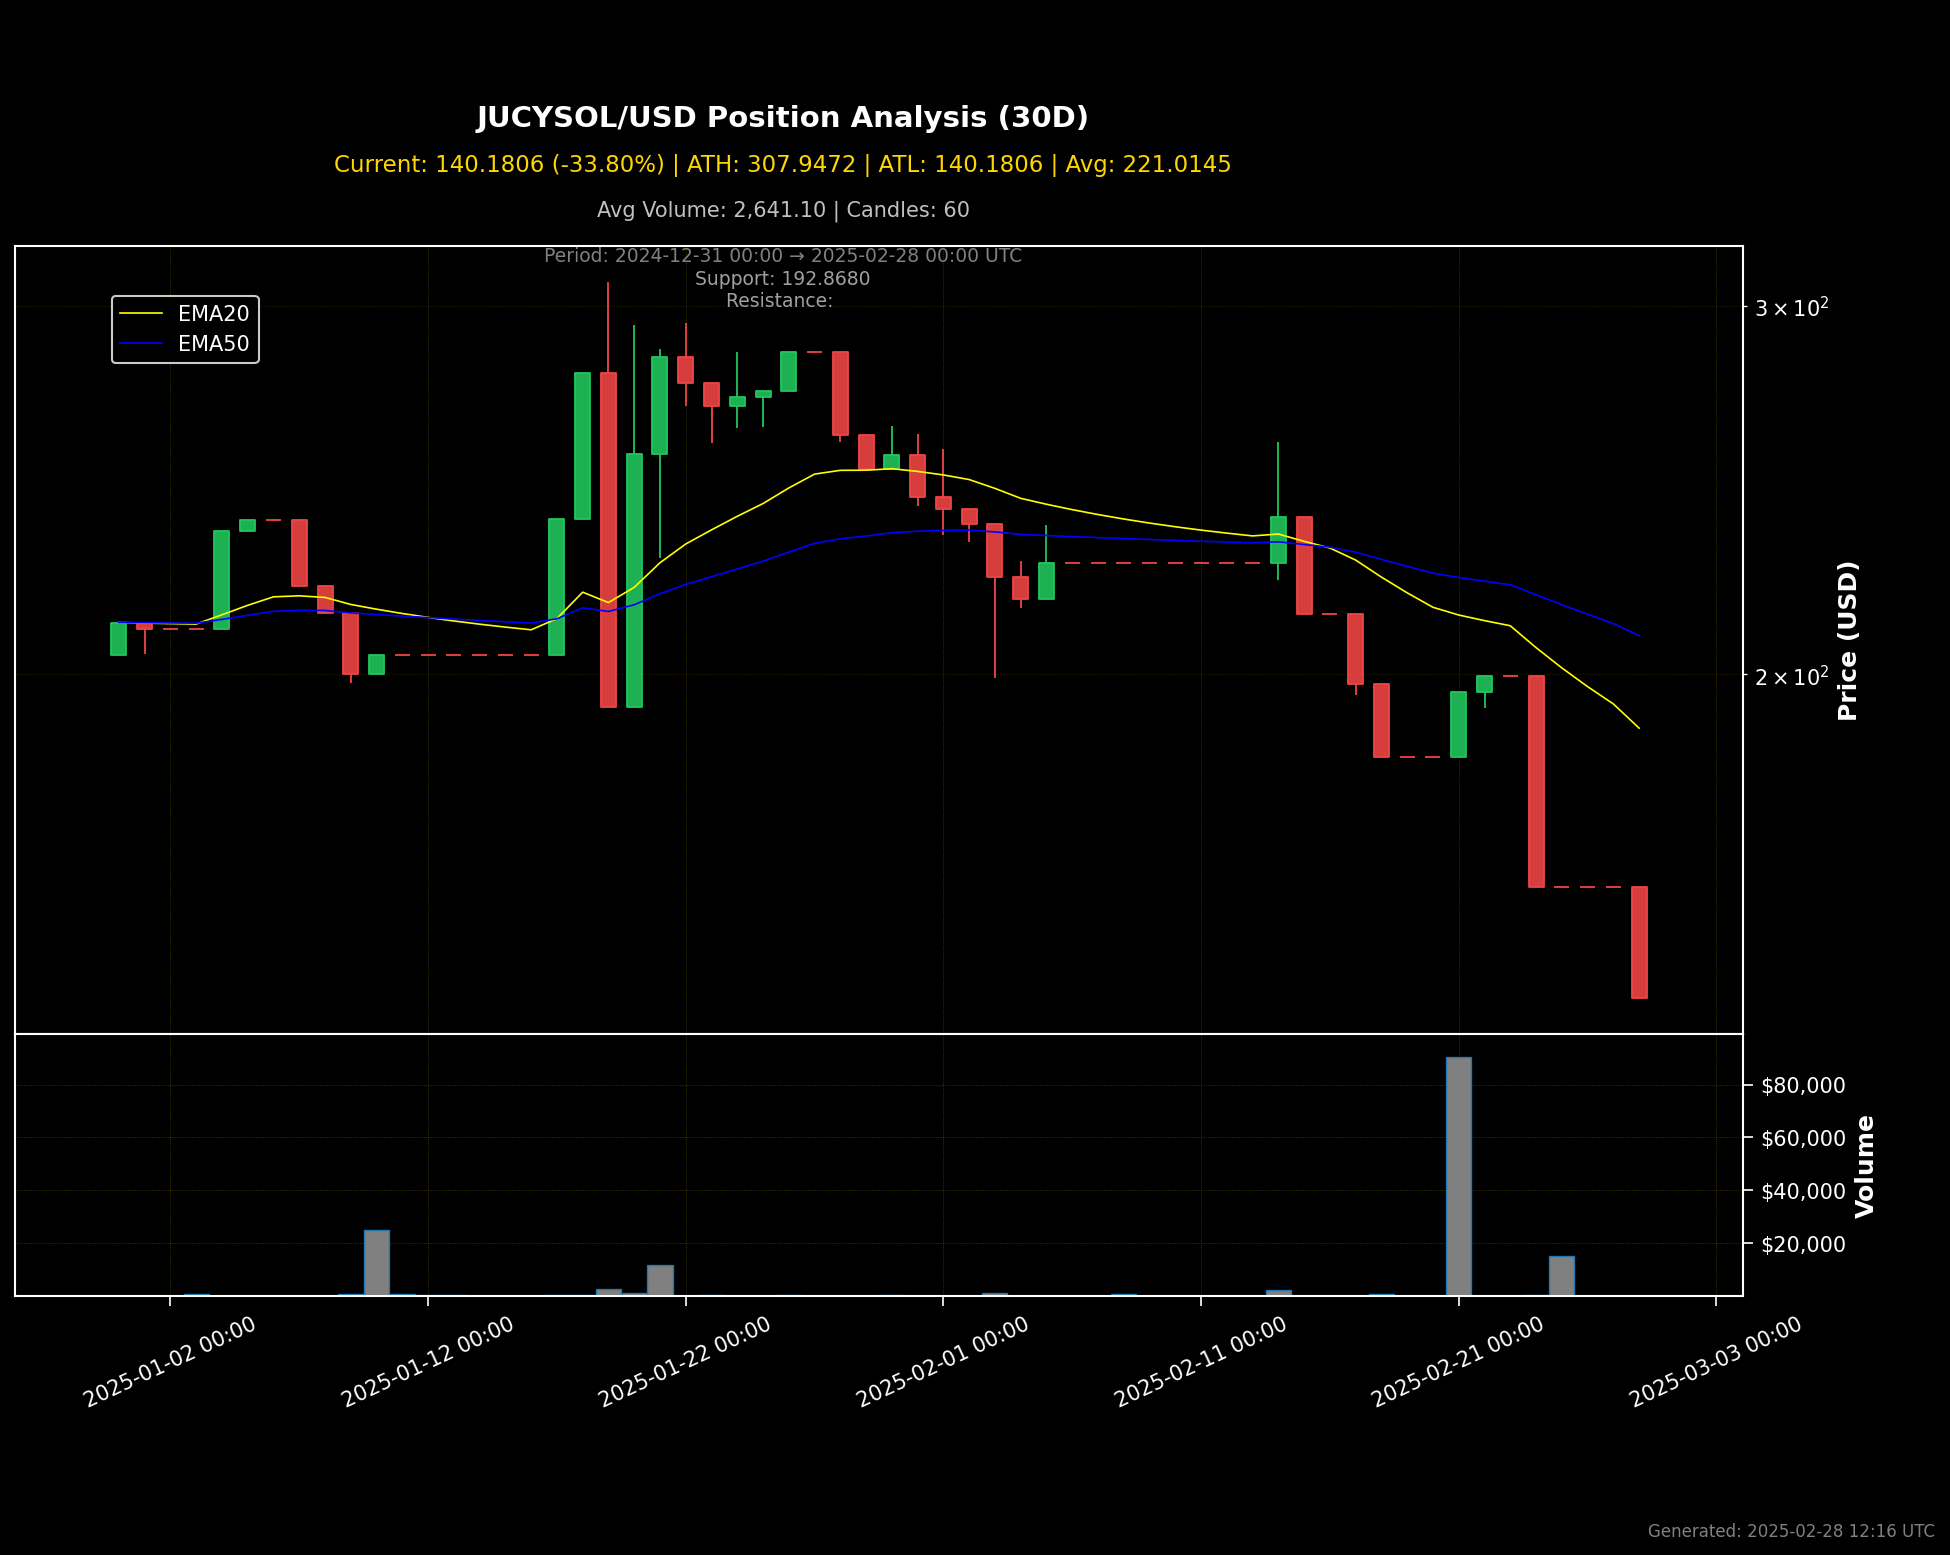 JUCYSOL/USD Position Analysis (30D)
Current: 140.1806 (-33.80%) | ATH: 307.9472 | ATL: 140.1806 | Avg: 221.0145
Avg Volume: 2,641.10 | Candles: 60
Period: 2024-12-31 00:00 → 2025-02-28 00:00 UTC
Support: 192.8680
Resistance:
EMA20
EMA50
3 × 10²
2 × 10²
Price (USD)
$80,000
$60,000
$40,000
$20,000
Volume
2025-01-02 00:00
2025-01-12 00:00
2025-01-22 00:00
2025-02-01 00:00
2025-02-11 00:00
2025-02-21 00:00
2025-03-03 00:00
Generated: 2025-02-28 12:16 UTC